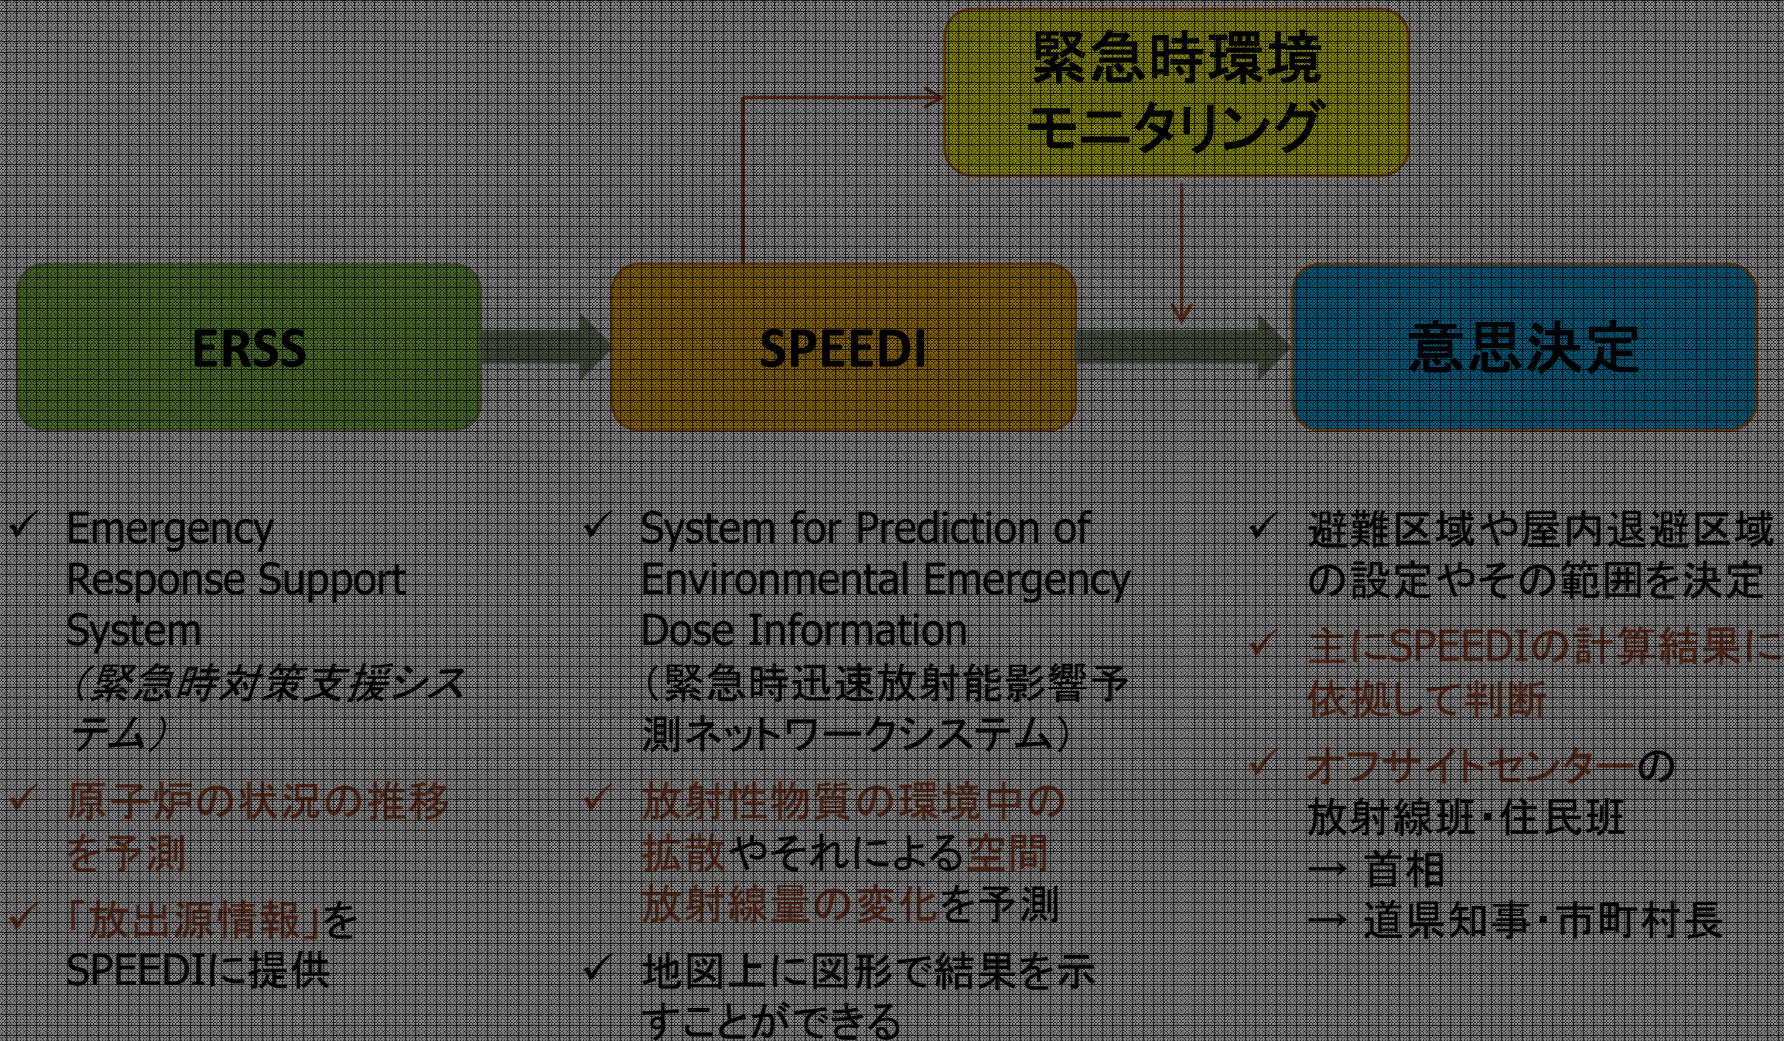 緊急時環境
モニタリング
ERSS
SPEEDI
意思決定
✓ Emergency
Response Support
System
（緊急時対策支援シス
テム）
✓ 原子炉の状況の推移
を予測
✓ 「放出源情報」を
SPEEDIに提供
✓ System for Prediction of
Environmental Emergency
Dose Information
（緊急時迅速放射能影響予
測ネットワークシステム）
✓ 放射性物質の環境中の
拡散やそれによる空間
放射線量の変化を予測
✓ 地図上に図形で結果を示
すことができる
✓ 避難区域や屋内退避区域
の設定やその範囲を決定
✓ 主にSPEEDIの計算結果に
依拠して判断
✓ オフサイトセンターの
放射線班・住民班
→ 首相
→ 道県知事・市町村長